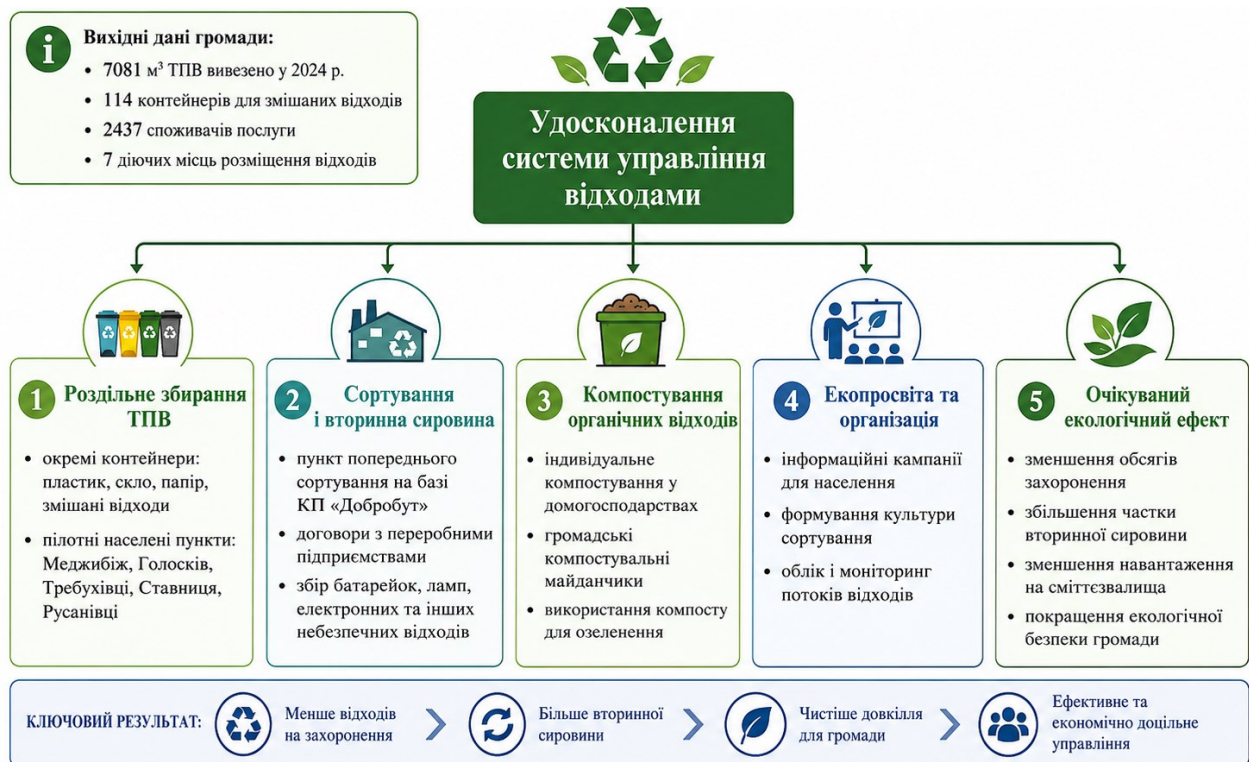 Вихідні дані громади:
• 7081 м³ ТПВ вивезено у 2024 р.
• 114 контейнерів для змішаних відходів
• 2437 споживачів послуги
• 7 діючих місць розміщення відходів
Удосконалення
системи управління
відходами
1 Роздільне збирання
ТПВ
• окремі контейнери:
пластик, скло, папір,
змішані відходи
• пілотні населені пункти:
Меджибіж, Голосків,
Требухівці, Ставниця,
Русанівці
2 Сортування
і вторинна сировина
• пункт попереднього
сортування на базі
КП «Добробут»
• договори з переробними
підприємствами
• збір батарейок, ламп,
електронних та інших
небезпечних відходів
3 Компостування
органічних відходів
• індивідуальне
компостування у
домогосподарствах
• громадські
компостувальні
майданчики
• використання компосту
для озеленення
4 Екопросвіта та
організація
• інформаційні кампанії
для населення
• формування культури
сортування
• облік і моніторинг
потоків відходів
5 Очікуваний
екологічний ефект
• зменшення обсягів
захоронення
• збільшення частки
вторинної сировини
• зменшення навантаження
на сміттєзвалища
• покращення екологічної
безпеки громади
КЛЮЧОВИЙ РЕЗУЛЬТАТ:
Менше відходів
на захоронення
Більше вторинної
сировини
Чистіше довкілля
для громади
Ефективне та
економічно доцільне
управління